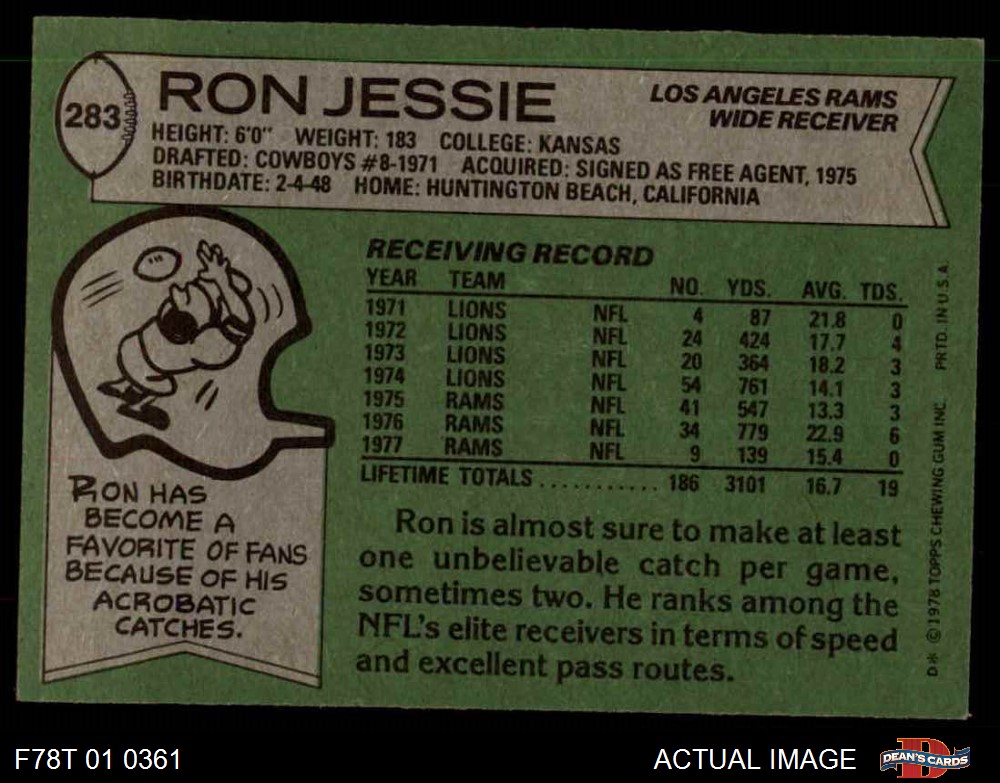 283
RON JESSIE
LOS ANGELES RAMS
WIDE RECEIVER
HEIGHT: 6'0" WEIGHT: 183 COLLEGE: KANSAS
DRAFTED: COWBOYS #8-1971 ACQUIRED: SIGNED AS FREE AGENT, 1975
BIRTHDATE: 2-4-48 HOME: HUNTINGTON BEACH, CALIFORNIA
RECEIVING RECORD
YEAR TEAM NO. YDS. AVG. TDS.
1971 LIONS NFL 4 87 21.8 0
1972 LIONS NFL 24 424 17.7 4
1973 LIONS NFL 20 364 18.2 3
1974 LIONS NFL 54 761 14.1 3
1975 RAMS NFL 41 547 13.3 3
1976 RAMS NFL 34 779 22.9 6
1977 RAMS NFL 9 139 15.4 0
LIFETIME TOTALS........... 186 3101 16.7 19
RON HAS
BECOME A
FAVORITE OF FANS
BECAUSE OF HIS
ACROBATIC
CATCHES.
Ron is almost sure to make at least
one unbelievable catch per game,
sometimes two. He ranks among the
NFL's elite receivers in terms of speed
and excellent pass routes.
D* © 1978 TOPPS CHEWING GUM INC. PRTD. IN U.S.A.
F78T 01 0361
ACTUAL IMAGE
DEAN'S CARDS